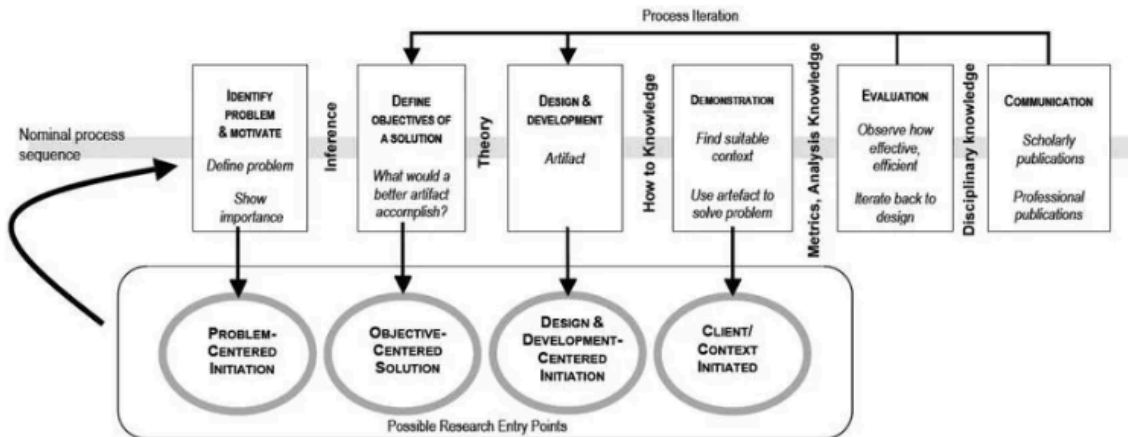 Process Iteration
Nominal process
sequence
IDENTIFY
PROBLEM
& MOTIVATE
Define problem
Show
importance
Inference
DEFINE
OBJECTIVES OF
A SOLUTION
What would a
better artifact
accomplish?
Theory
DESIGN &
DEVELOPMENT
Artifact
How to Knowledge
DEMONSTRATION
Find suitable
context
Use artefact to
solve problem
Metrics, Analysis Knowledge
EVALUATION
Observe how
effective,
efficient
Iterate back to
design
Disciplinary knowledge
COMMUNICATION
Scholarly
publications
Professional
publications
PROBLEM-
CENTERED
INITIATION
OBJECTIVE-
CENTERED
SOLUTION
DESIGN &
DEVELOPMENT-
CENTERED
INITIATION
CLIENT/
CONTEXT
INITIATED
Possible Research Entry Points